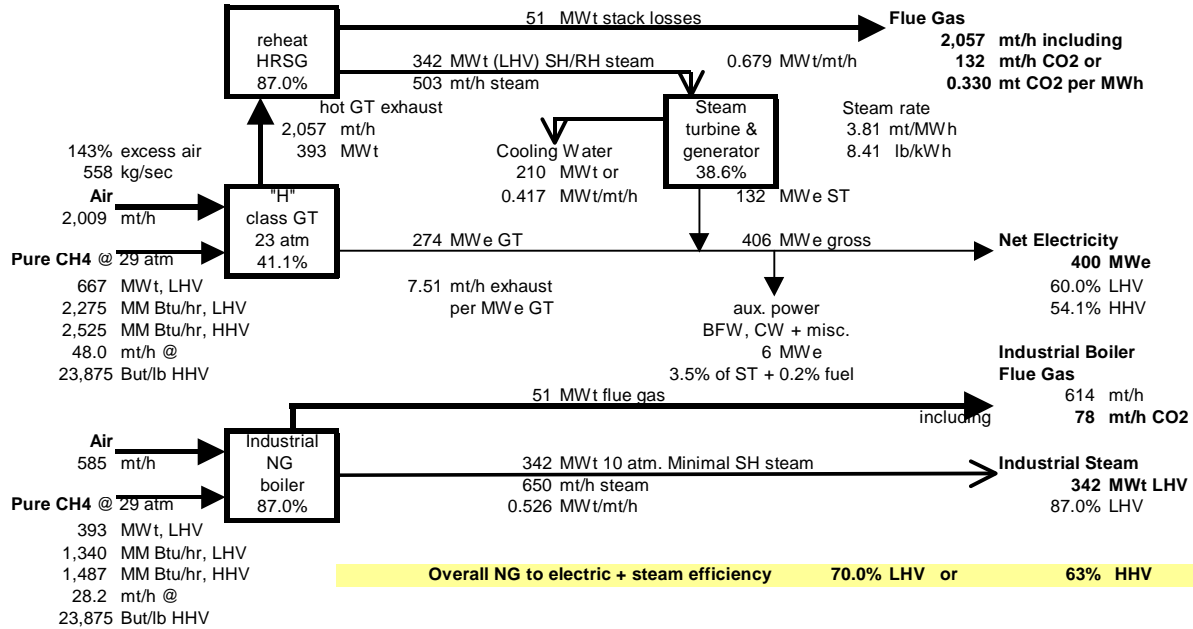 51 MWt stack losses
Flue Gas
2,057 mt/h including
132 mt/h CO2 or
0.330 mt CO2 per MWh
reheat
HRSG
87.0%
342 MWt (LHV) SH/RH steam
0.679 MWt/mt/h
503 mt/h steam
hot GT exhaust
2,057 mt/h
393 MWt
Steam
turbine &
generator
38.6%
Steam rate
3.81 mt/MWh
8.41 lb/kWh
Cooling Water
210 MWt or
0.417 MWt/mt/h
132 MWe ST
143% excess air
558 kg/sec
Air
2,009 mt/h
"H"
class GT
23 atm
41.1%
274 MWe GT
406 MWe gross
Net Electricity
400 MWe
60.0% LHV
54.1% HHV
Pure CH4 @ 29 atm
667 MWt, LHV
2,275 MM Btu/hr, LHV
2,525 MM Btu/hr, HHV
48.0 mt/h @
23,875 But/lb HHV
7.51 mt/h exhaust
per MWe GT
aux. power
BFW, CW + misc.
6 MWe
3.5% of ST + 0.2% fuel
Industrial Boiler
Flue Gas
614 mt/h
including 78 mt/h CO2
51 MWt flue gas
Air
585 mt/h
Industrial
NG
boiler
87.0%
342 MWt 10 atm. Minimal SH steam
650 mt/h steam
0.526 MWt/mt/h
Industrial Steam
342 MWt LHV
87.0% LHV
Pure CH4 @ 29 atm
393 MWt, LHV
1,340 MM Btu/hr, LHV
1,487 MM Btu/hr, HHV
28.2 mt/h @
23,875 But/lb HHV
Overall NG to electric + steam efficiency 70.0% LHV or 63% HHV